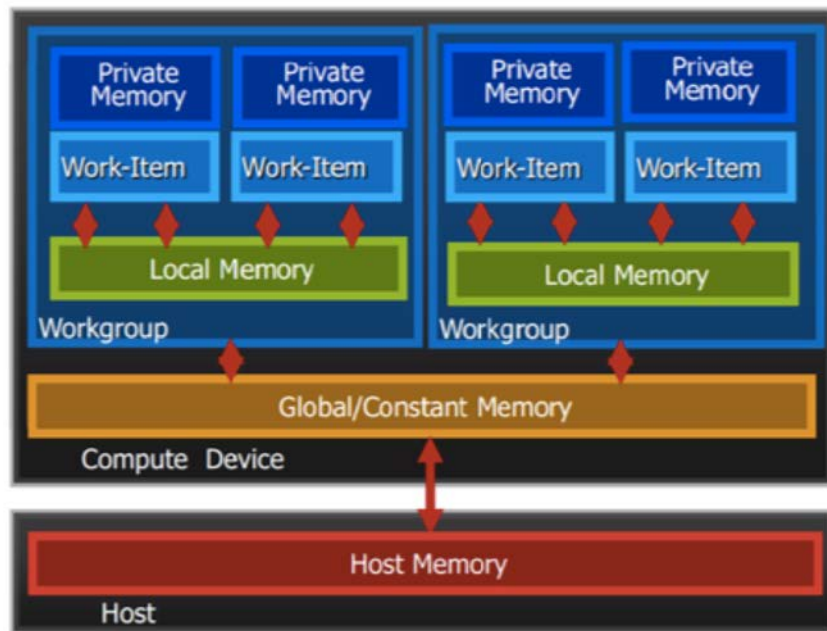 Private
Memory
Private
Memory
Private
Memory
Private
Memory
Work-Item
Work-Item
Work-Item
Work-Item
Local Memory
Local Memory
Workgroup
Workgroup
Global/Constant Memory
Compute Device
Host Memory
Host